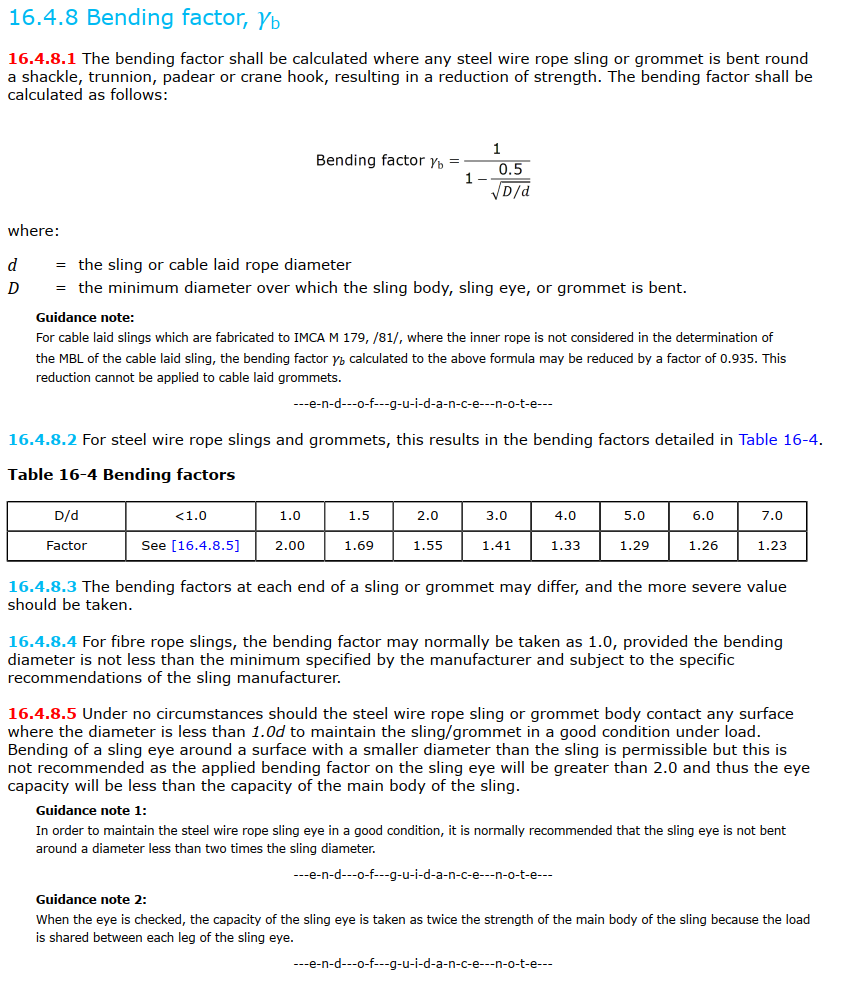 16.4.8 Bending factor, γb
16.4.8.1 The bending factor shall be calculated where any steel wire rope sling or grommet is bent round
a shackle, trunnion, padear or crane hook, resulting in a reduction of strength. The bending factor shall be
calculated as follows:
Bending factor γb = 1 / (1 − 0.5 / √D/d)
where:
d = the sling or cable laid rope diameter
D = the minimum diameter over which the sling body, sling eye, or grommet is bent.
Guidance note:
For cable laid slings which are fabricated to IMCA M 179, /81/, where the inner rope is not considered in the determination of
the MBL of the cable laid sling, the bending factor γb calculated to the above formula may be reduced by a factor of 0.935. This
reduction cannot be applied to cable laid grommets.
---e-n-d---o-f---g-u-i-d-a-n-c-e---n-o-t-e---
16.4.8.2 For steel wire rope slings and grommets, this results in the bending factors detailed in Table 16-4.
Table 16-4 Bending factors
D/d <1.0 1.0 1.5 2.0 3.0 4.0 5.0 6.0 7.0
Factor See [16.4.8.5] 2.00 1.69 1.55 1.41 1.33 1.29 1.26 1.23
16.4.8.3 The bending factors at each end of a sling or grommet may differ, and the more severe value
should be taken.
16.4.8.4 For fibre rope slings, the bending factor may normally be taken as 1.0, provided the bending
diameter is not less than the minimum specified by the manufacturer and subject to the specific
recommendations of the sling manufacturer.
16.4.8.5 Under no circumstances should the steel wire rope sling or grommet body contact any surface
where the diameter is less than 1.0d to maintain the sling/grommet in a good condition under load.
Bending of a sling eye around a surface with a smaller diameter than the sling is permissible but this is
not recommended as the applied bending factor on the sling eye will be greater than 2.0 and thus the eye
capacity will be less than the capacity of the main body of the sling.
Guidance note 1:
In order to maintain the steel wire rope sling eye in a good condition, it is normally recommended that the sling eye is not bent
around a diameter less than two times the sling diameter.
---e-n-d---o-f---g-u-i-d-a-n-c-e---n-o-t-e---
Guidance note 2:
When the eye is checked, the capacity of the sling eye is taken as twice the strength of the main body of the sling because the load
is shared between each leg of the sling eye.
---e-n-d---o-f---g-u-i-d-a-n-c-e---n-o-t-e---